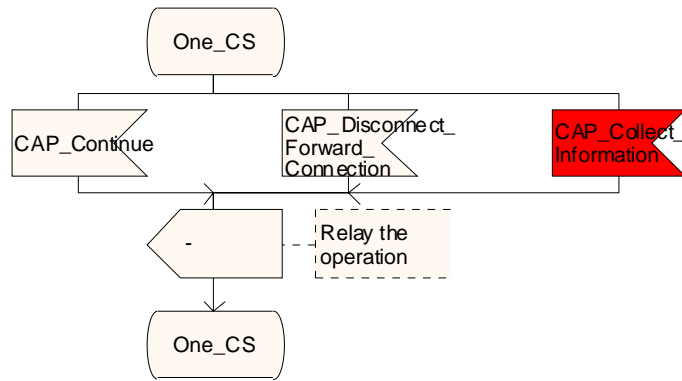 One_CS
CAP_Continue
CAP_Disconnect_
Forward_
Connection
CAP_Collect_
Information
-
Relay the
operation
One_CS